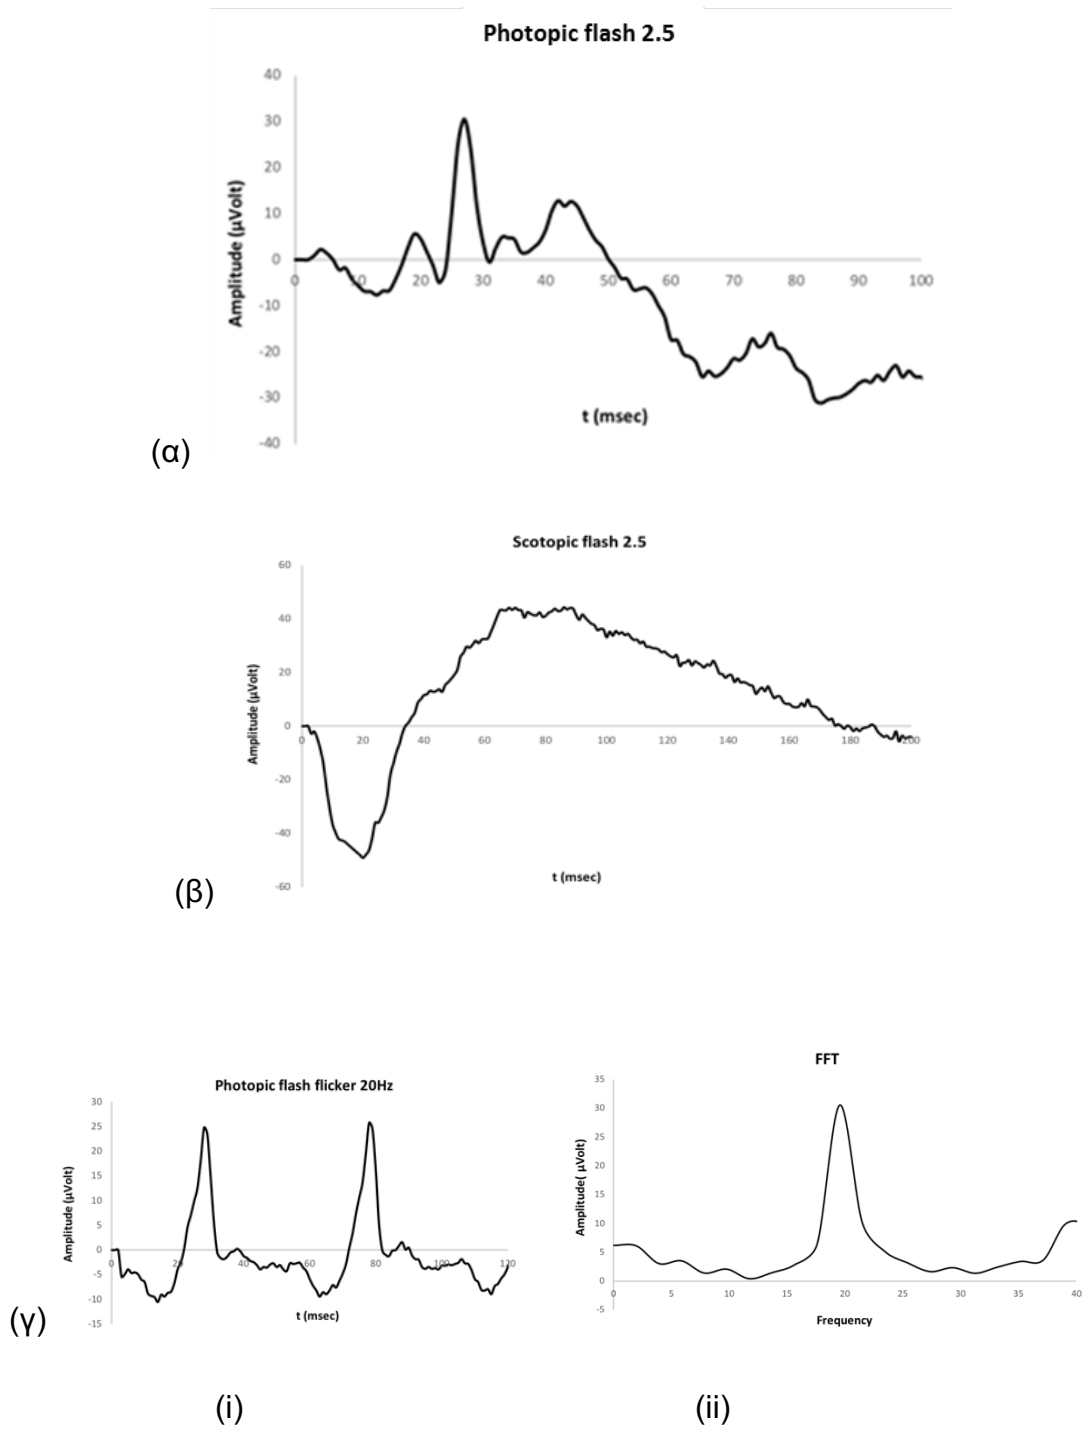 Photopic flash 2.5
40
30
20
10
0
-10
-20
-30
-40
Amplitude (µVolt)
0 10 20 30 40 50 60 70 80 90 100
t (msec)
(α)
Scotopic flash 2.5
60
40
20
0
-20
-40
-60
Amplitude (µVolt)
0 20 40 60 80 100 120 140 160 180 200
t (msec)
(β)
Photopic flash flicker 20Hz
30
25
20
15
10
5
0
-5
-10
-15
Amplitude (µVolt)
0 20 40 60 80 100 120
t (msec)
(γ)
(i)
FFT
35
30
25
20
15
10
5
0
-5
Amplitude( µVolt)
0 5 10 15 20 25 30 35 40
Frequency
(ii)